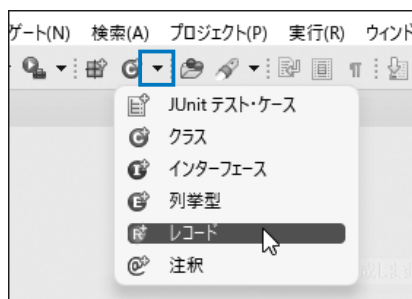 ゲート(N) 検索(A) プロジェクト(P) 実行(R) ウィンド
JUnit テスト・ケース
クラス
インターフェース
列挙型
レコード
注釈